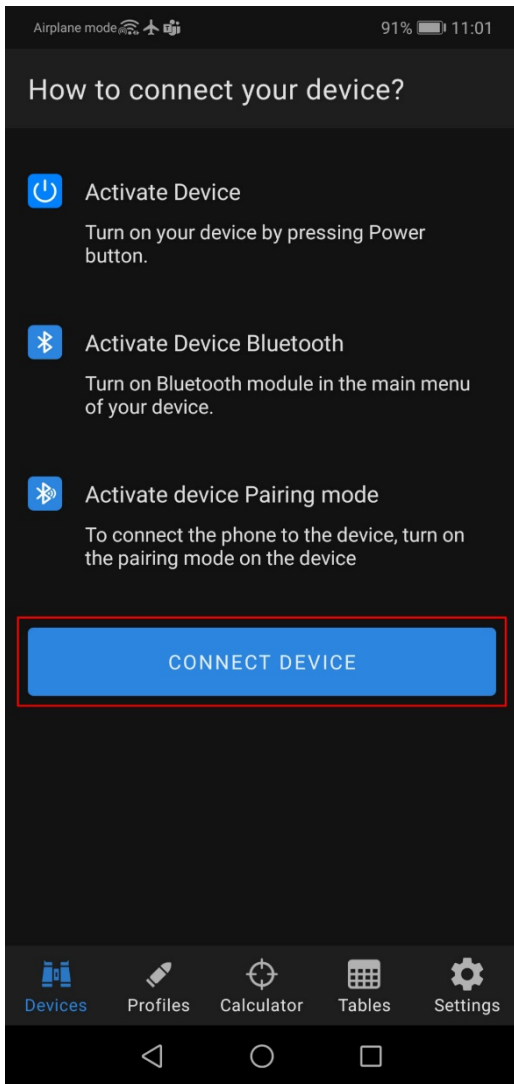 Airplane mode 91% 11:01
How to connect your device?
Activate Device
Turn on your device by pressing Power
button.
Activate Device Bluetooth
Turn on Bluetooth module in the main menu
of your device.
Activate device Pairing mode
To connect the phone to the device, turn on
the pairing mode on the device
CONNECT DEVICE
Devices Profiles Calculator Tables Settings